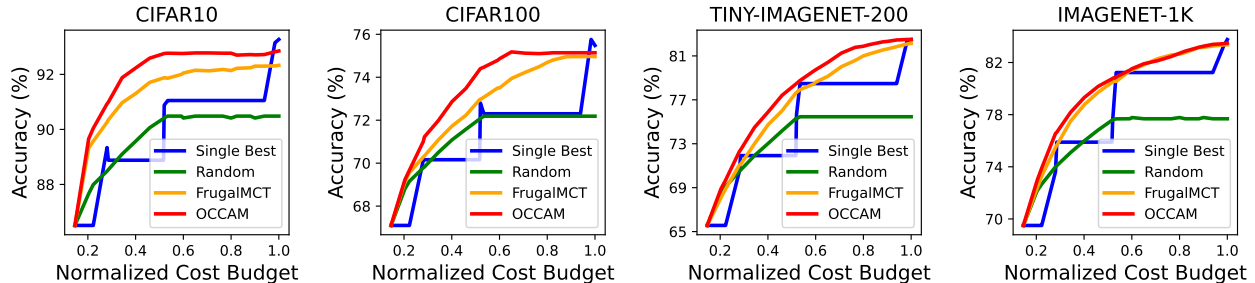 CIFAR10
Accuracy (%)
92
90
88
0.2 0.4 0.6 0.8 1.0
Normalized Cost Budget
Single Best
Random
FrugalMCT
OCCAM
CIFAR100
Accuracy (%)
76
74
72
70
68
0.2 0.4 0.6 0.8 1.0
Normalized Cost Budget
Single Best
Random
FrugalMCT
OCCAM
TINY-IMAGENET-200
Accuracy (%)
81
77
73
69
65
0.2 0.4 0.6 0.8 1.0
Normalized Cost Budget
Single Best
Random
FrugalMCT
OCCAM
IMAGENET-1K
Accuracy (%)
82
78
74
70
0.2 0.4 0.6 0.8 1.0
Normalized Cost Budget
Single Best
Random
FrugalMCT
OCCAM